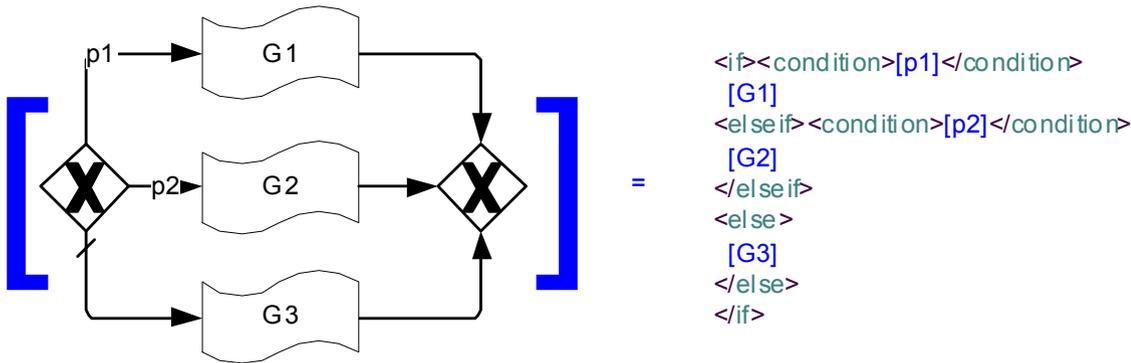 p1
G1
X
p2
G2
X
G3
=
<if><condition>[p1]</condition>
[G1]
<elseif><condition>[p2]</condition>
[G2]
</elseif>
<else>
[G3]
</else>
</if>